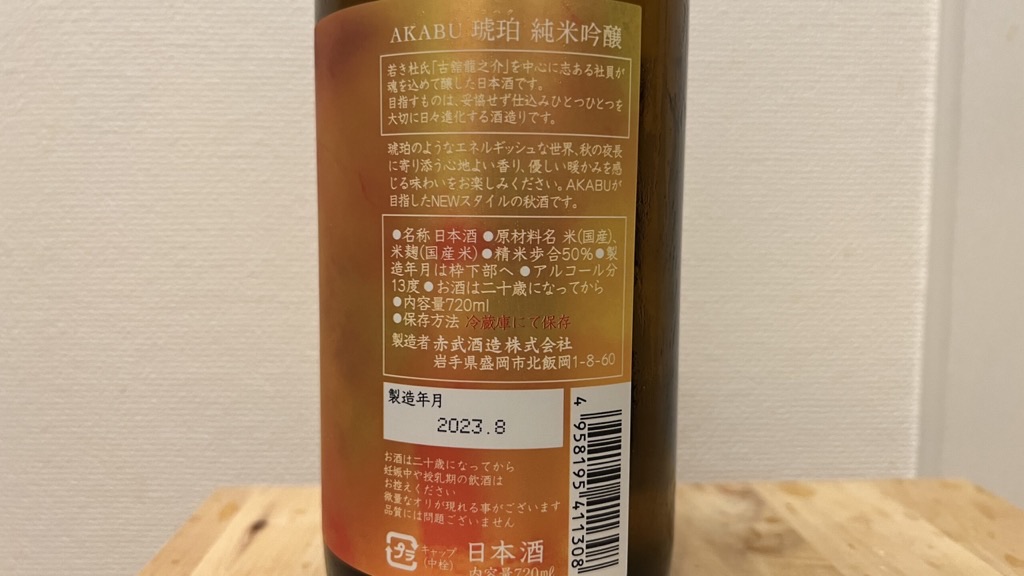 AKABU 琥珀 純米吟醸
若き杜氏「古舘龍之介」を中心に志ある社員が
魂を込めて醸した日本酒です。
目指すものは、妥協せず仕込みひとつひとつを
大切に日々進化する酒造りです。
琥珀のようなエネルギッシュな世界、秋の夜長
に寄り添う心地よい香り、優しい暖かみを感
じる味わいをお楽しみください。AKABUが
目指したNEWスタイルの秋酒です。
●名称 日本酒 ●原材料名 米(国産)、
米麹(国産米) ●精米歩合50% ●製
造年月は枠下部へ ●アルコール分
13度 ●お酒は二十歳になってから
●内容量720ml
●保存方法 冷蔵庫にて保存
製造者 赤武酒造株式会社
岩手県盛岡市北飯岡1-8-60
製造年月
2023.8
お酒は二十歳になってから
妊娠中や授乳期の飲酒は
お控えください
微量なオリが現れる事がございます
品質には問題ございません
プラ
キャップ
(中栓)
日本酒
内容量720ml
4 958195 411308